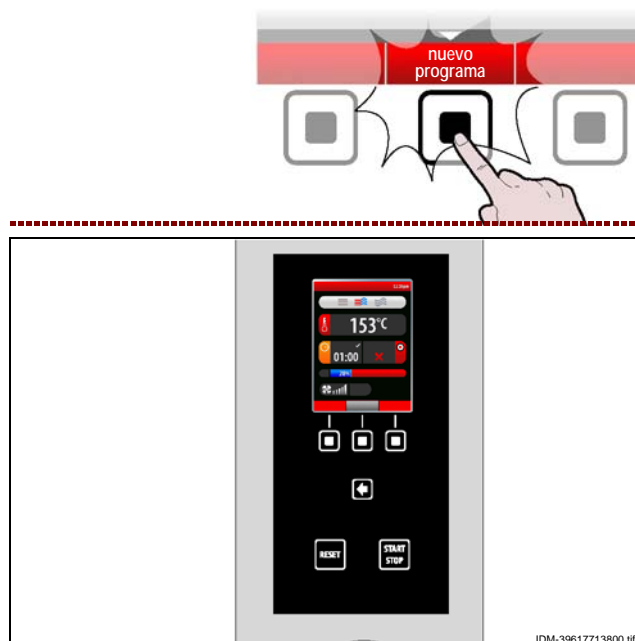 nuevo
programa
153°C
01:00
28%
RESET
START
STOP
IDM-39617713800.tif